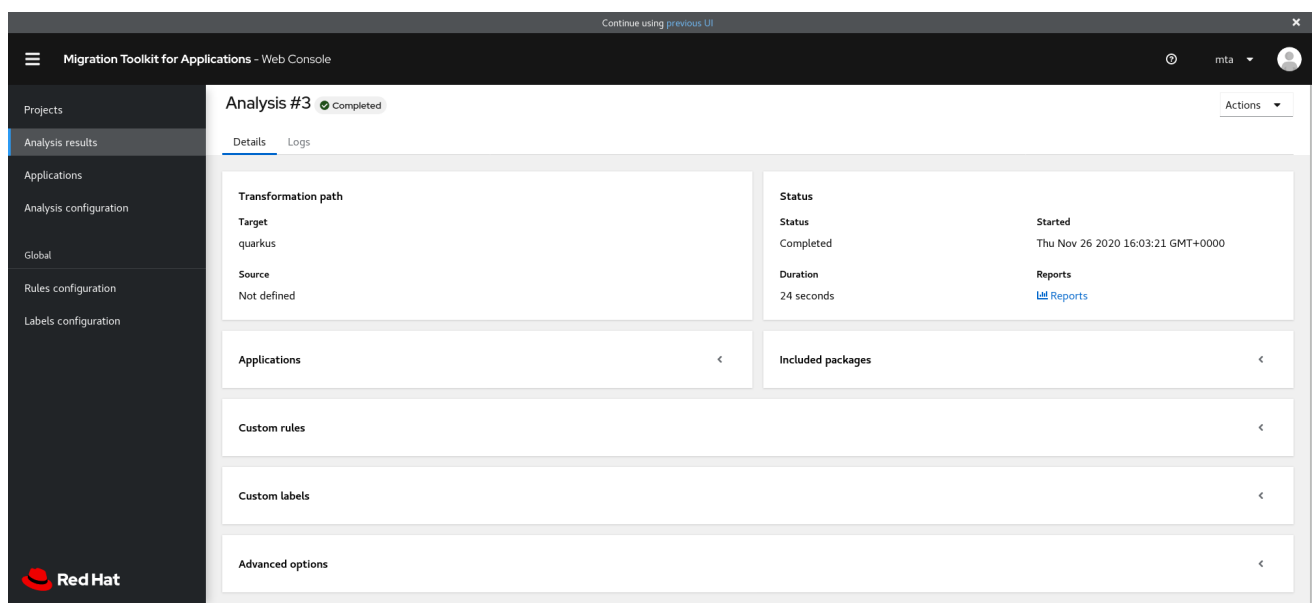 Continue using previous UI
Migration Toolkit for Applications - Web Console
mta
Projects
Analysis results
Applications
Analysis configuration
Global
Rules configuration
Labels configuration
Red Hat
Analysis #3 Completed
Actions
Details Logs
Transformation path
Target
quarkus
Source
Not defined
Status
Status Started
Completed Thu Nov 26 2020 16:03:21 GMT+0000
Duration Reports
24 seconds Reports
Applications
Included packages
Custom rules
Custom labels
Advanced options